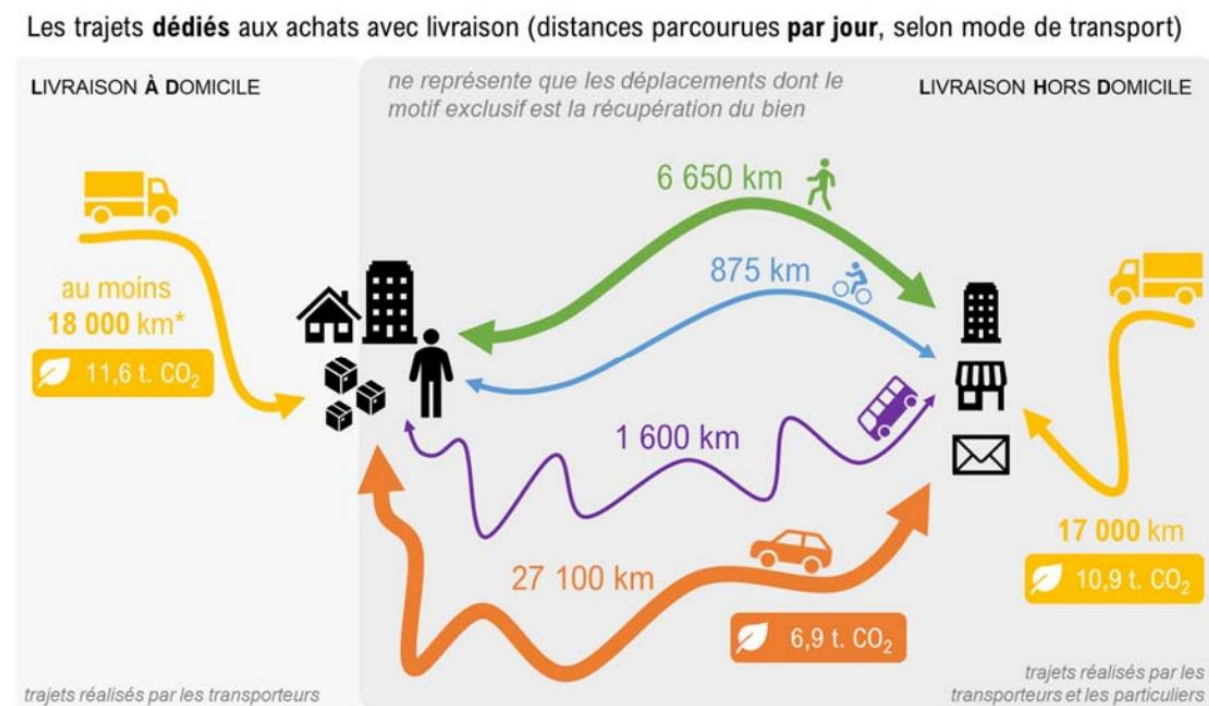 Les trajets dédiés aux achats avec livraison (distances parcourues par jour, selon mode de transport)
LIVRAISON À DOMICILE
ne représente que les déplacements dont le
motif exclusif est la récupération du bien
LIVRAISON HORS DOMICILE
6 650 km
875 km
au moins
18 000 km*
11,6 t. CO₂
1 600 km
27 100 km
6,9 t. CO₂
17 000 km
10,9 t. CO₂
trajets réalisés par les transporteurs
trajets réalisés par les
transporteurs et les particuliers